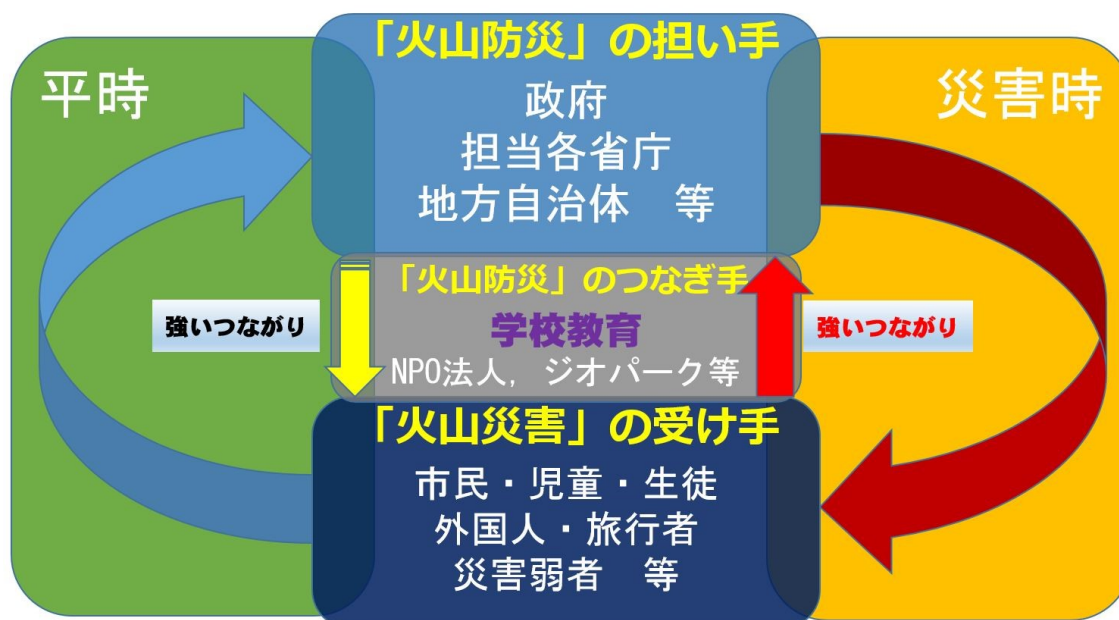 平時
「火山防災」の担い手
政府
担当各省庁
地方自治体　等
災害時
「火山防災」のつなぎ手
学校教育
NPO法人，ジオパーク等
強いつながり
強いつながり
「火山災害」の受け手
市民・児童・生徒
外国人・旅行者
災害弱者　等